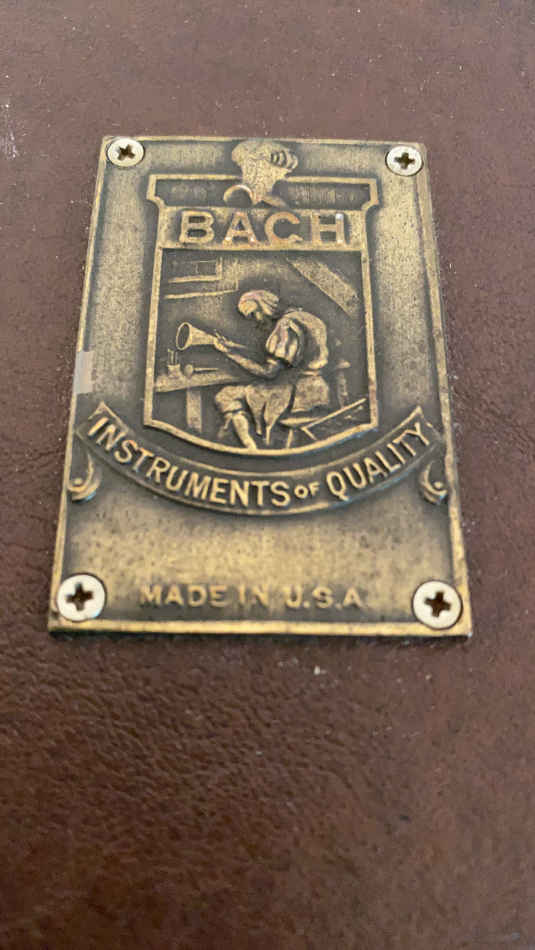 BACH
INSTRUMENTS OF QUALITY
MADE IN U.S.A.